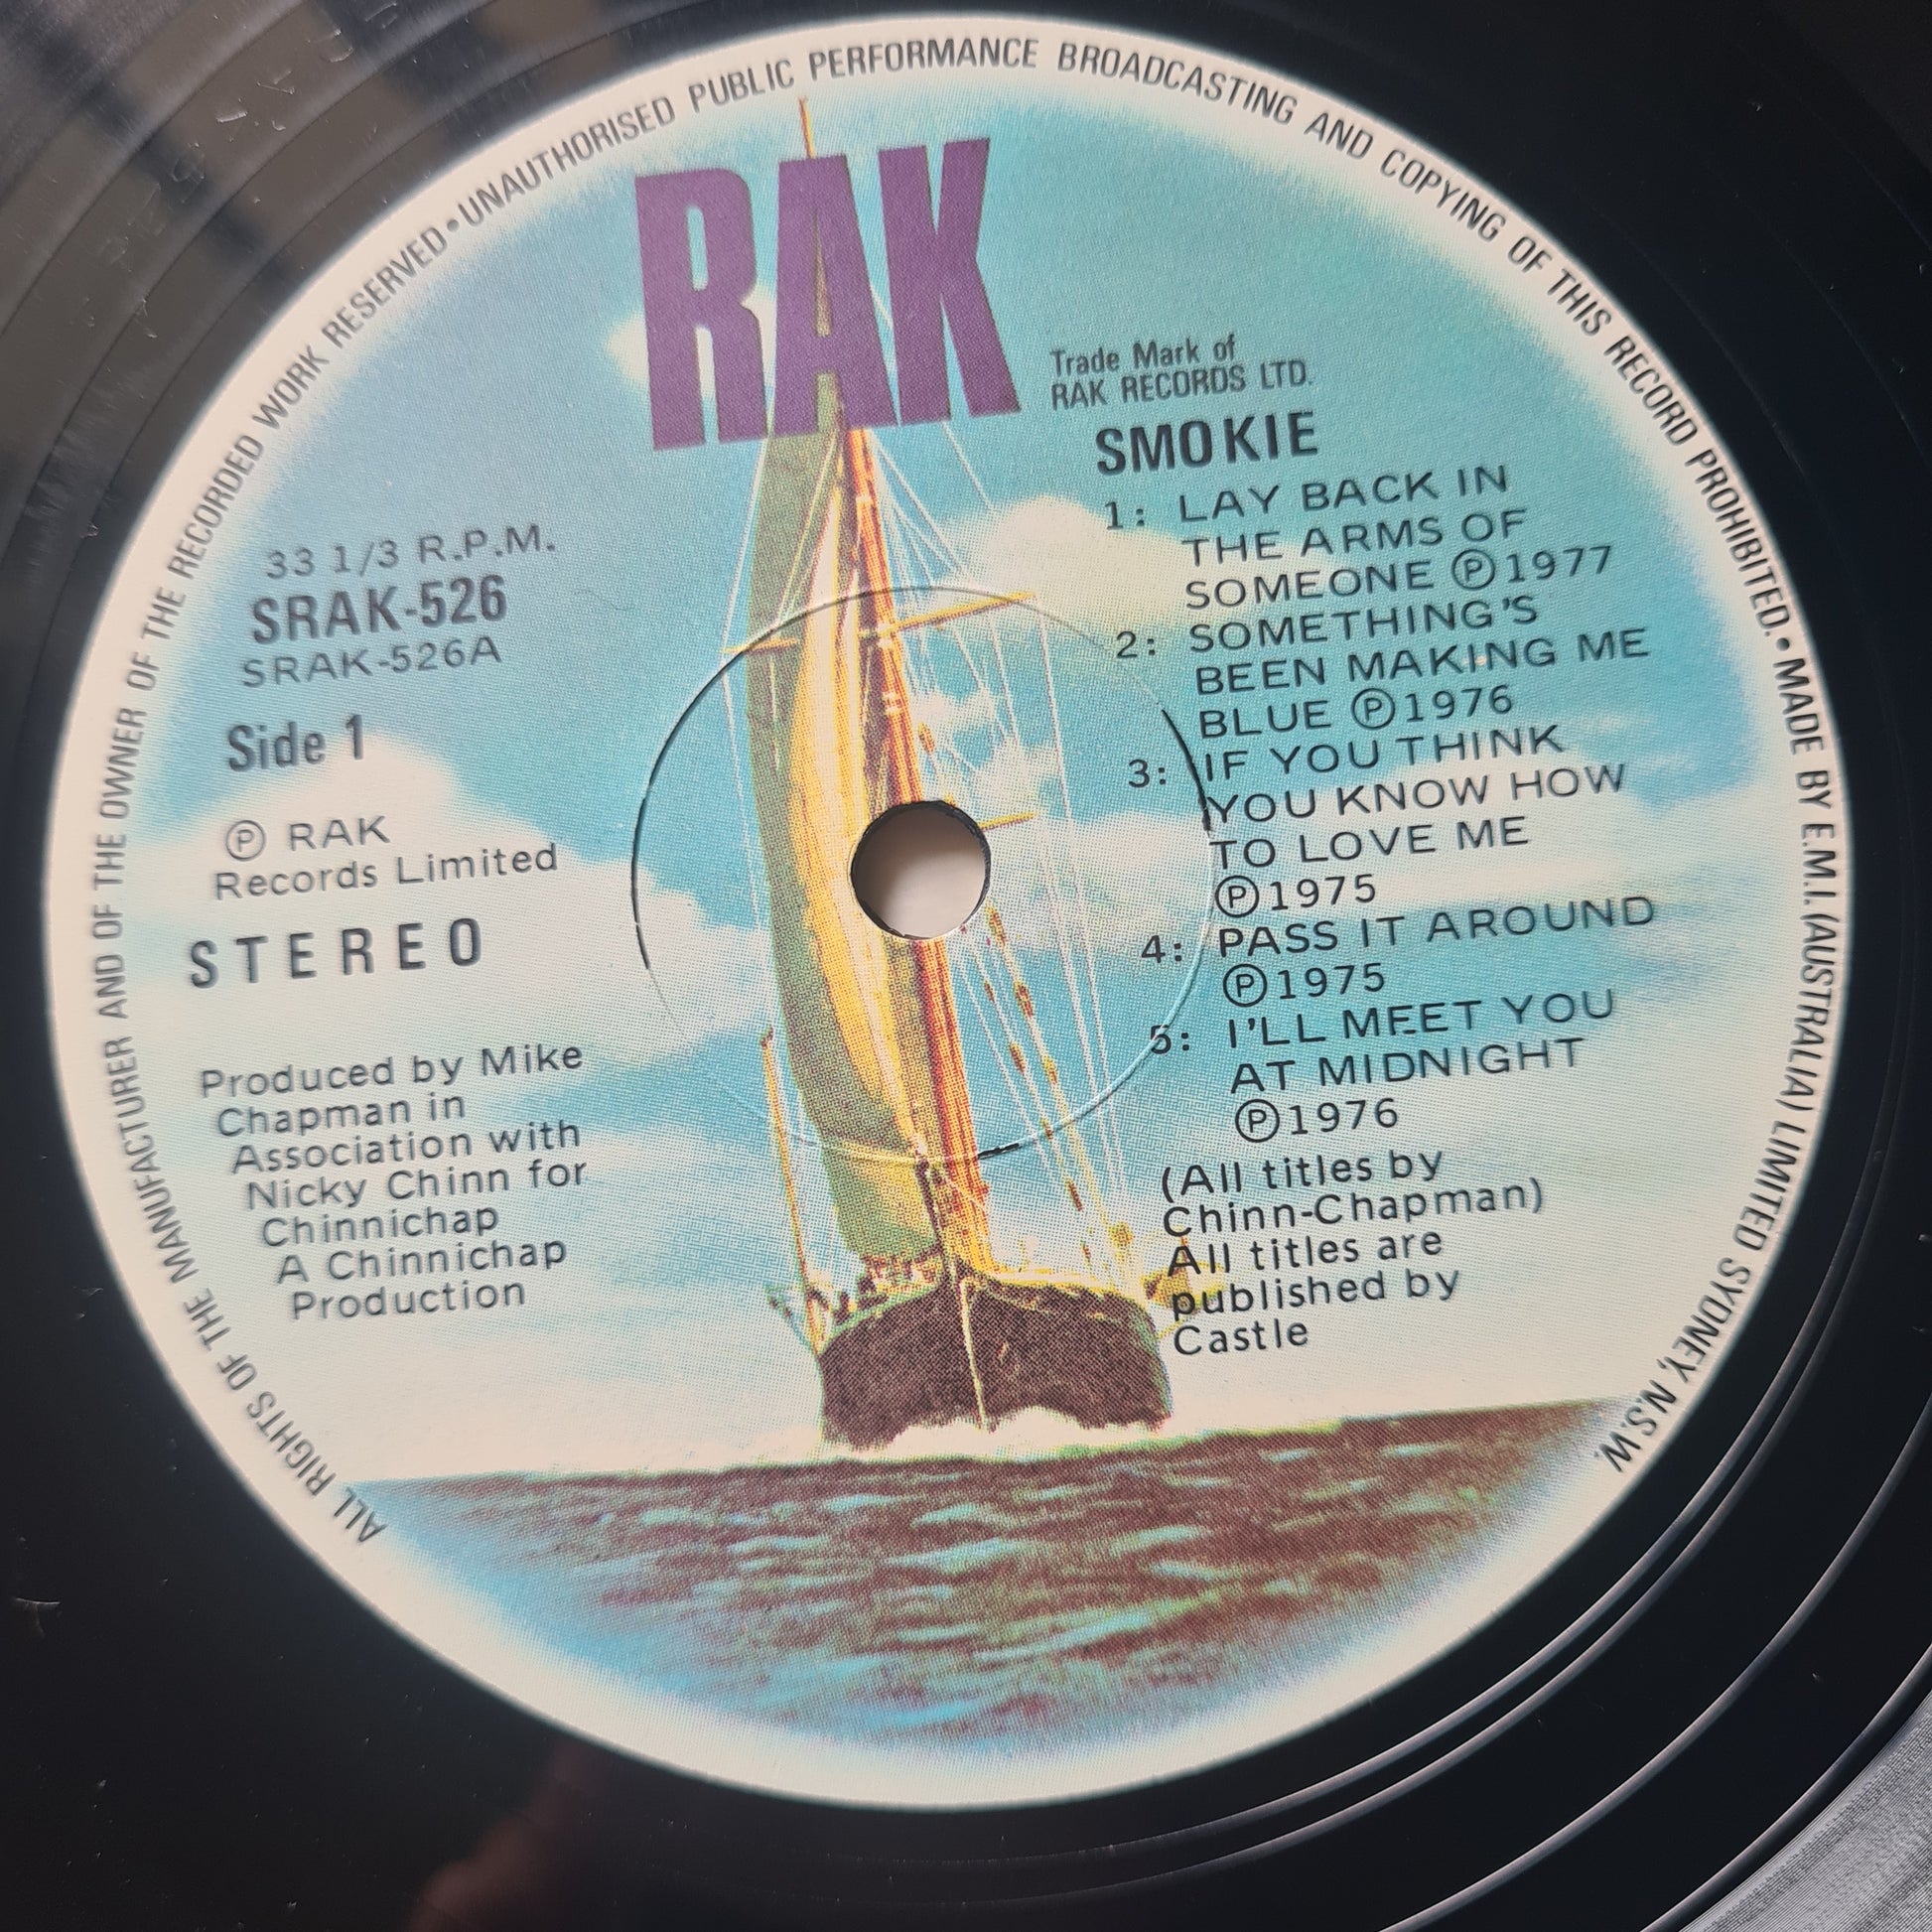 ALL RIGHTS OF THE MANUFACTURER AND OF THE OWNER OF THE RECORDED WORK RESERVED • UNAUTHORISED PUBLIC PERFORMANCE BROADCASTING AND COPYING OF THIS RECORD PROHIBITED. • MADE BY E.M.I. (AUSTRALIA) LIMITED SYDNEY, N.S.W.
RAK
Trade Mark of
RAK RECORDS LTD.
33 1/3 R.P.M.
SRAK-526
SRAK-526A
Side 1
℗ RAK
Records Limited
STEREO
Produced by Mike
Chapman in
Association with
Nicky Chinn for
Chinnichap
A Chinnichap
Production
SMOKIE
1: LAY BACK IN
THE ARMS OF
SOMEONE ℗1977
2: SOMETHING'S
BEEN MAKING ME
BLUE ℗1976
3: IF YOU THINK
YOU KNOW HOW
TO LOVE ME
℗1975
4: PASS IT AROUND
℗1975
5: I'LL MEET YOU
AT MIDNIGHT
℗1976
(All titles by
Chinn-Chapman)
All titles are
published by
Castle